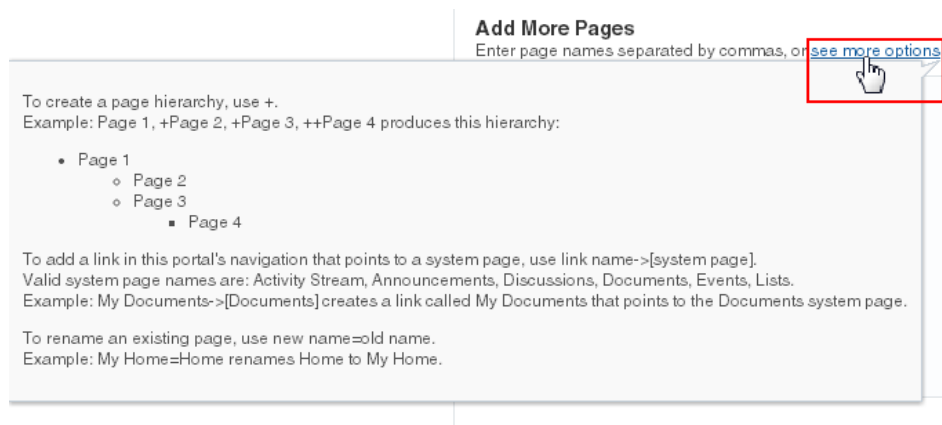 Add More Pages
Enter page names separated by commas, or see more options
To create a page hierarchy, use +.
Example: Page 1, +Page 2, +Page 3, ++Page 4 produces this hierarchy:
• Page 1
◦ Page 2
◦ Page 3
▪ Page 4
To add a link in this portal's navigation that points to a system page, use link name->[system page].
Valid system page names are: Activity Stream, Announcements, Discussions, Documents, Events, Lists.
Example: My Documents->[Documents] creates a link called My Documents that points to the Documents system page.
To rename an existing page, use new name=old name.
Example: My Home=Home renames Home to My Home.